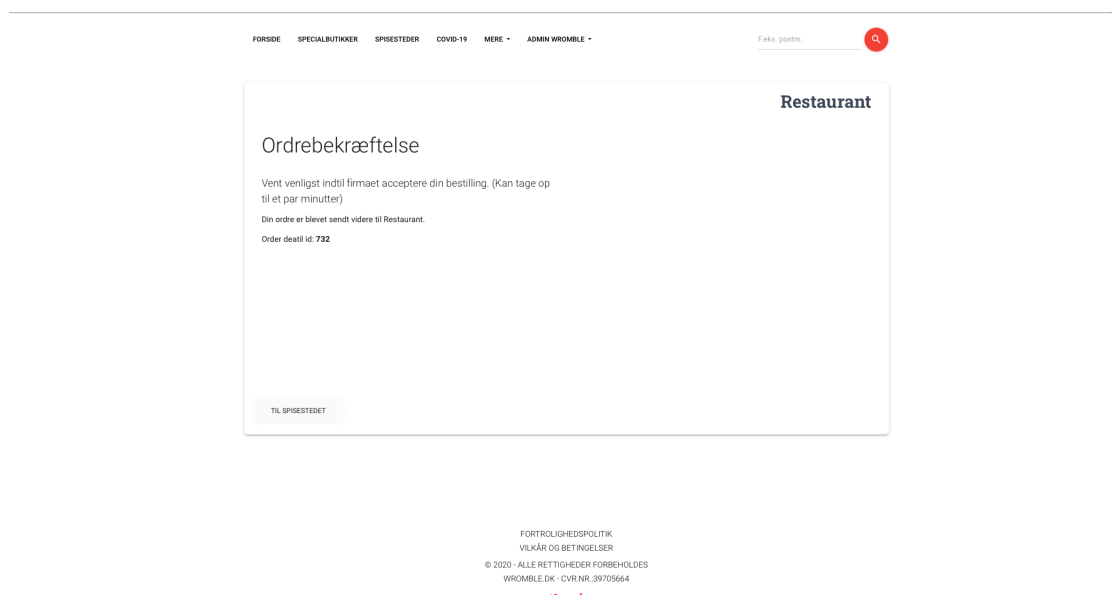 FORSIDE SPECIALBUTIKKER SPISESTEDER COVID-19 MERE ADMIN WROMBLE F.eks. postnr.
Restaurant
Ordrebekræftelse
Vent venligst indtil firmaet acceptere din bestilling. (Kan tage op
til et par minutter)
Din ordre er blevet sendt videre til Restaurant.
Order deatil id: 732
TIL SPISESTEDET
FORTROLIGHEDSPOLITIK
VILKÅR OG BETINGELSER
© 2020 - ALLE RETTIGHEDER FORBEHOLDES
WROMBLE.DK - CVR.NR.:39705664